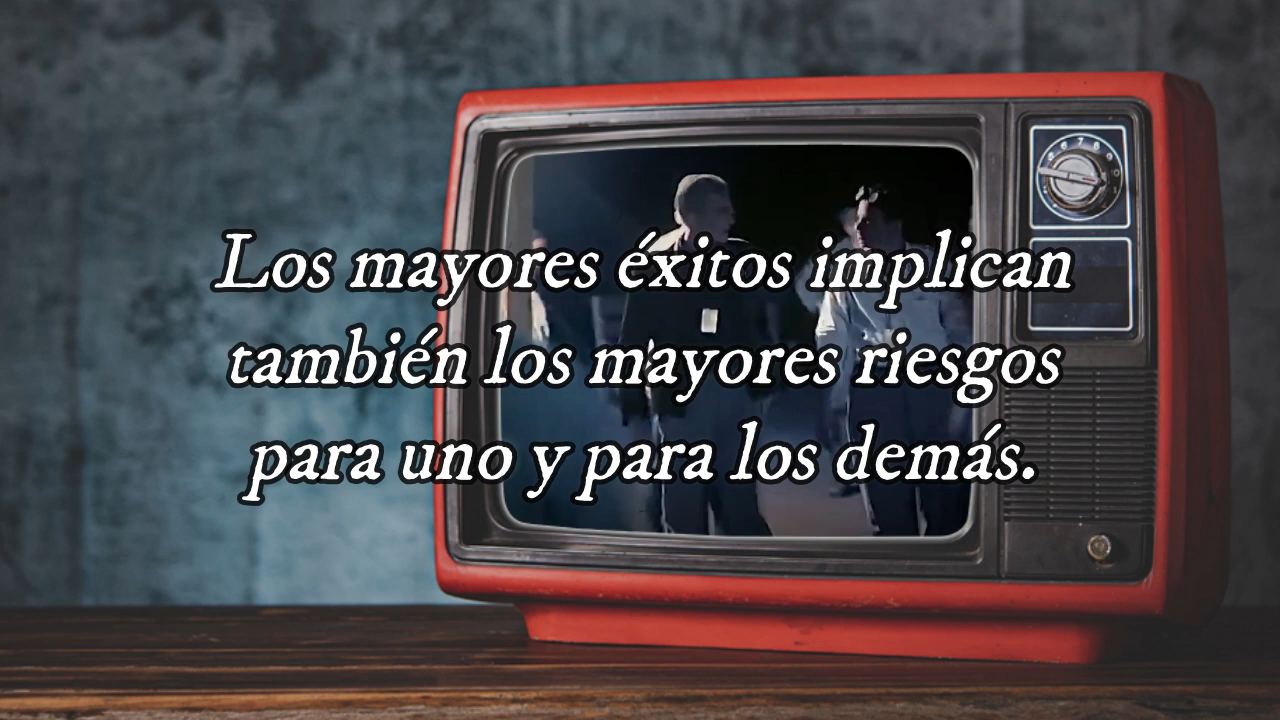 Los mayores éxitos implican
también los mayores riesgos
para uno y para los demás.